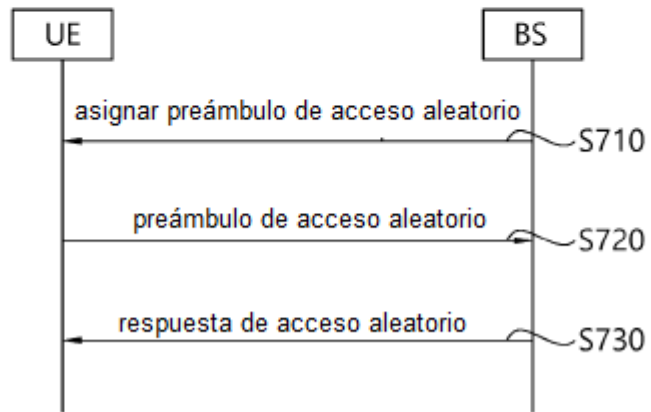 UE
BS
asignar preámbulo de acceso aleatorio
S710
preámbulo de acceso aleatorio
S720
respuesta de acceso aleatorio
S730